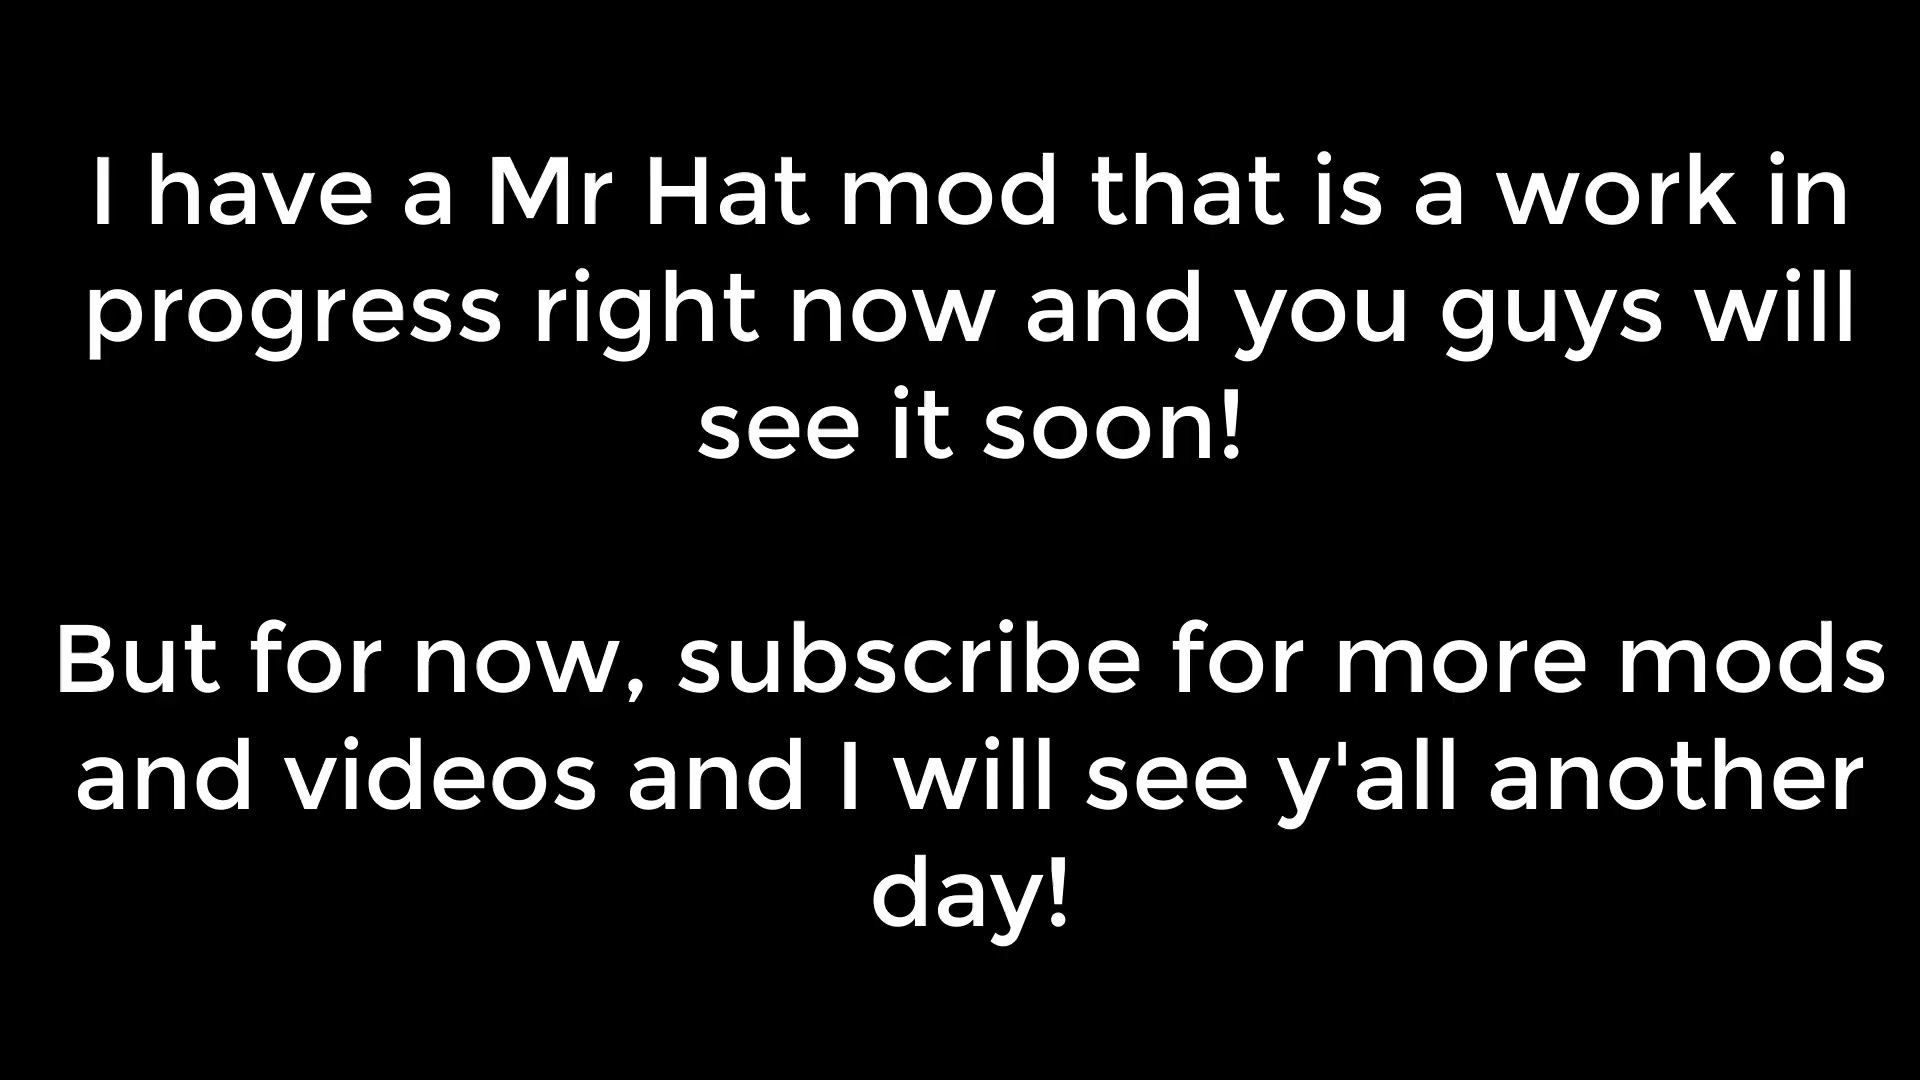 I have a Mr Hat mod that is a work in
progress right now and you guys will
see it soon!
But for now, subscribe for more mods
and videos and I will see y'all another
day!